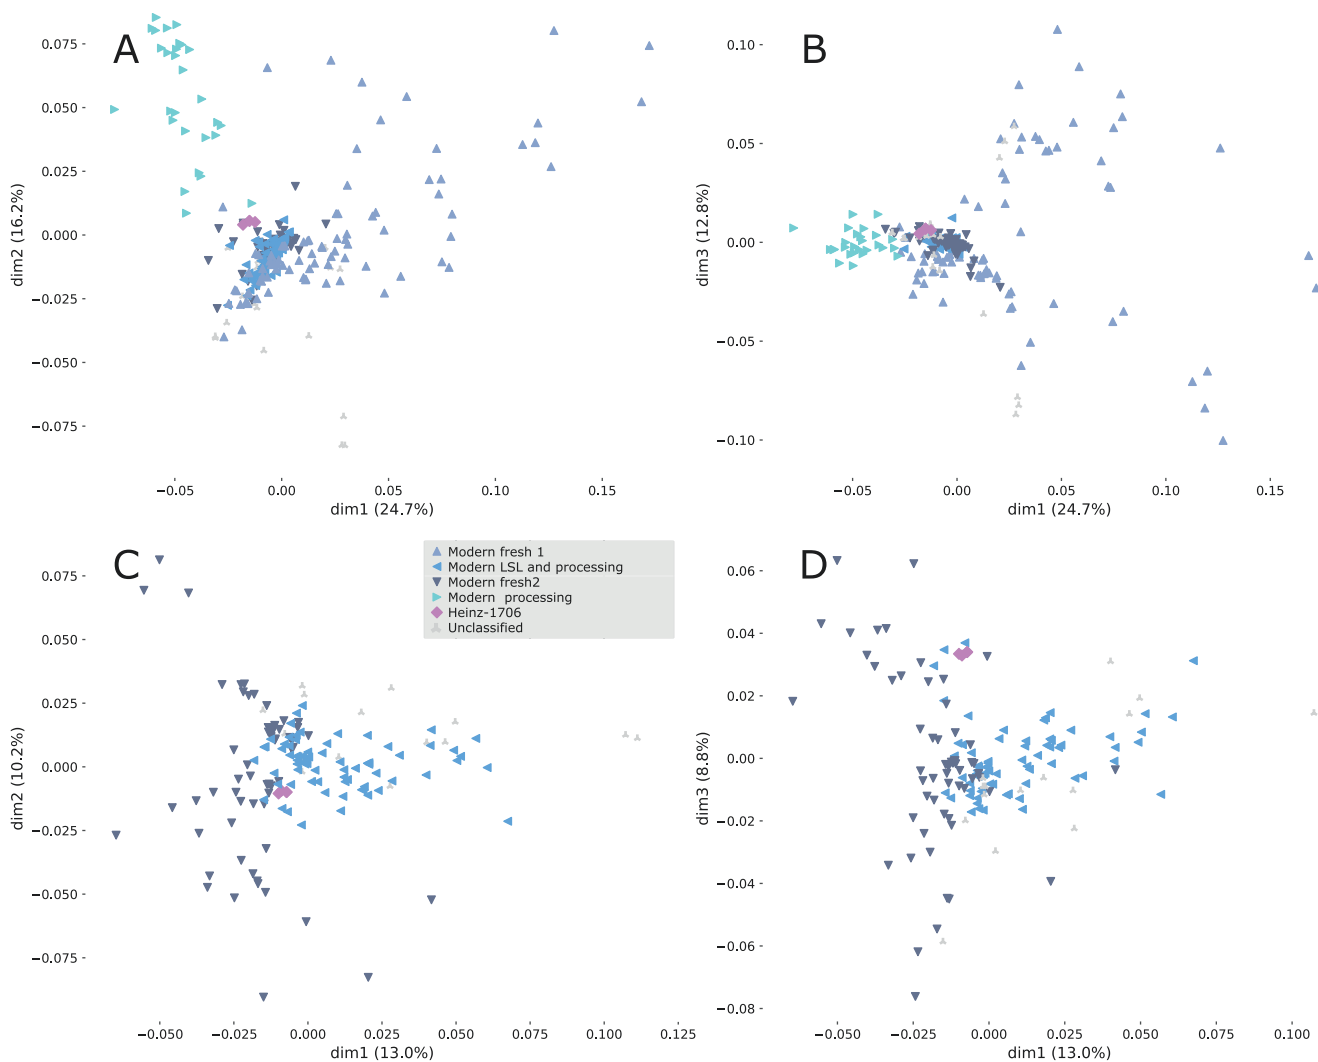 A
0.075
0.050
0.025
0.000
−0.025
−0.050
−0.075
dim2 (16.2%)
−0.05
0.00
0.05
0.10
0.15
dim1 (24.7%)
B
0.10
0.05
0.00
−0.05
−0.10
dim3 (12.8%)
−0.05
0.00
0.05
0.10
0.15
dim1 (24.7%)
C
0.075
0.050
0.025
0.000
−0.025
−0.050
−0.075
dim2 (10.2%)
−0.050
−0.025
0.000
0.025
0.050
0.075
0.100
0.125
dim1 (13.0%)
Modern fresh 1
Modern LSL and processing
Modern fresh2
Modern processing
Heinz-1706
Unclassified
D
0.06
0.04
0.02
0.00
−0.02
−0.04
−0.06
−0.08
dim3 (8.8%)
−0.050
−0.025
0.000
0.025
0.050
0.075
0.100
dim1 (13.0%)